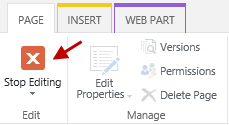 PAGE INSERT WEB PART
Stop Editing
Edit
Edit
Properties
Versions
Permissions
Delete Page
Manage